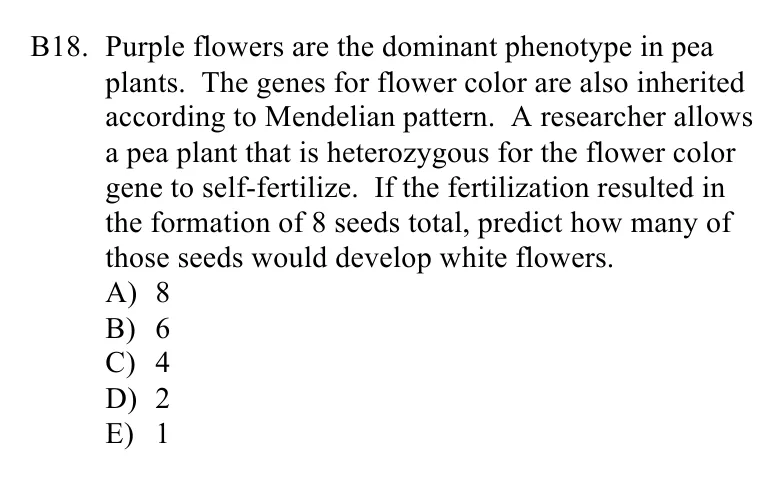 B18. Purple flowers are the dominant phenotype in pea
plants. The genes for flower color are also inherited
according to Mendelian pattern. A researcher allows
a pea plant that is heterozygous for the flower color
gene to self-fertilize. If the fertilization resulted in
the formation of 8 seeds total, predict how many of
those seeds would develop white flowers.
A) 8
B) 6
C) 4
D) 2
E) 1